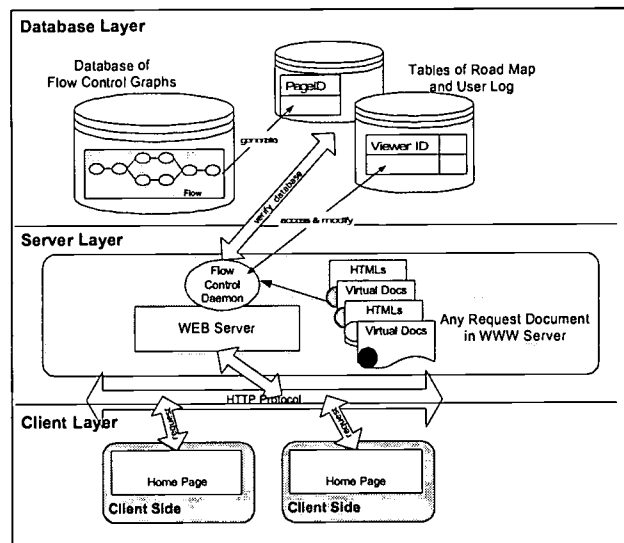 Database Layer
Database of
Flow Control Graphs
PageID
Tables of Road Map
and User Log
generate
Viewer ID
Flow
verify database
access & modify
Server Layer
Flow
Control
Daemon
HTMLs
Virtual Docs
HTMLs
Virtual Docs
WEB Server
Any Request Document
in WWW Server
HTTP Protocol
Client Layer
request
request
Home Page
Home Page
Client Side
Client Side